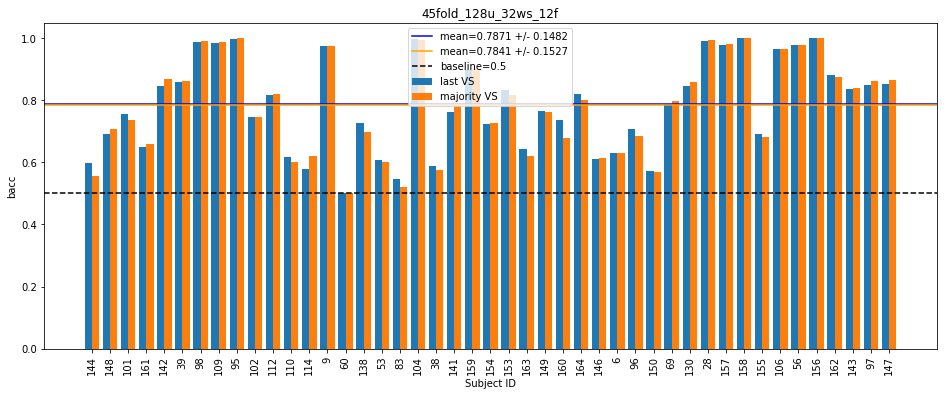 45fold_128u_32ws_12f
mean=0.7871 +/- 0.1482
mean=0.7841 +/- 0.1527
baseline=0.5
last VS
majority VS
1.0
0.8
0.6
0.4
0.2
0.0
bacc
144 148 101 161 142 39 98 109 95 102 112 110 114 9 60 138 53 83 104 38 141 159 154 153 163 149 160 164 146 6 96 150 69 130 28 157 158 155 106 56 156 162 143 97 147
Subject ID